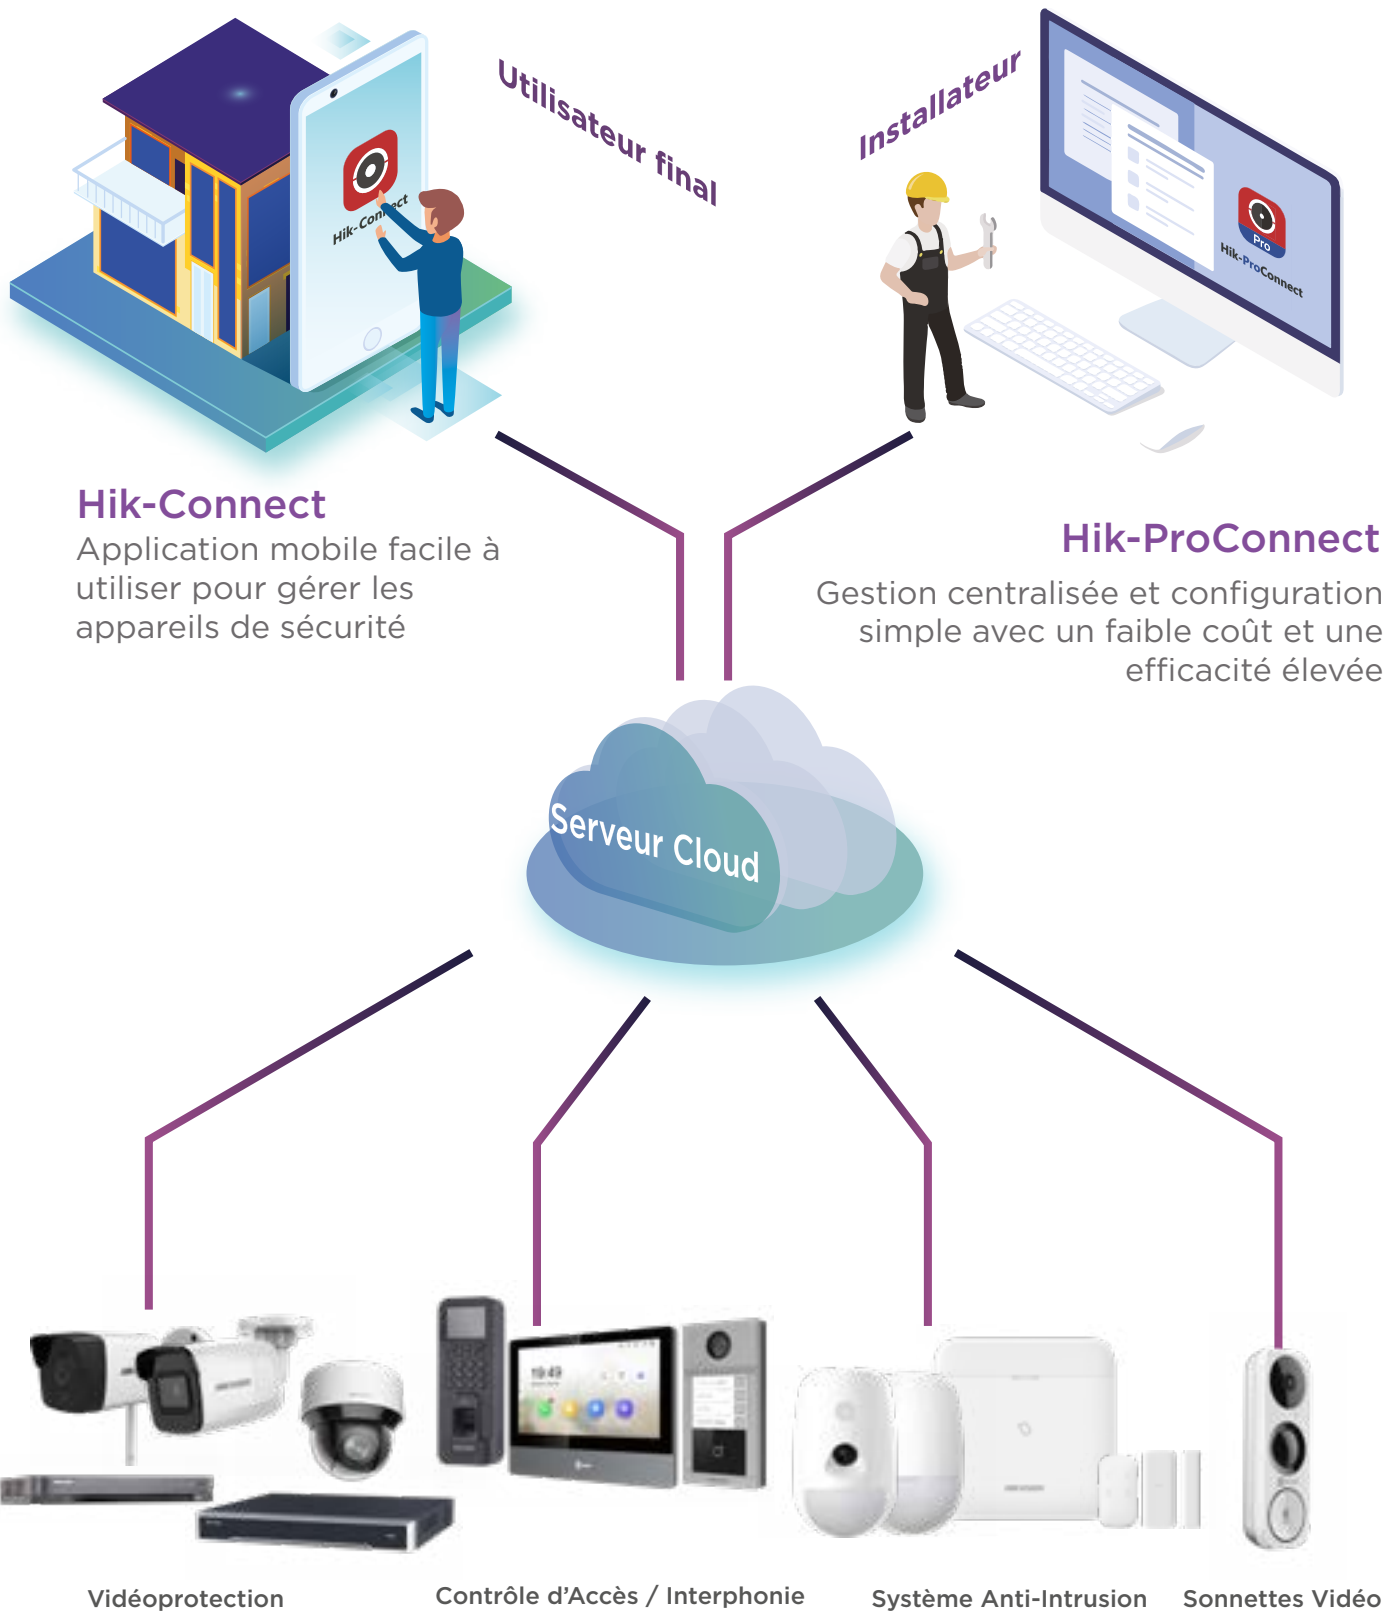 Utilisateur final
Installateur
Hik-Connect
Pro
Hik-ProConnect
Hik-Connect
Application mobile facile à
utiliser pour gérer les
appareils de sécurité
Hik-ProConnect
Gestion centralisée et configuration
simple avec un faible coût et une
efficacité élevée
Serveur Cloud
19:49
Vidéoprotection
Contrôle d’Accès / Interphonie
Système Anti-Intrusion
Sonnettes Vidéo